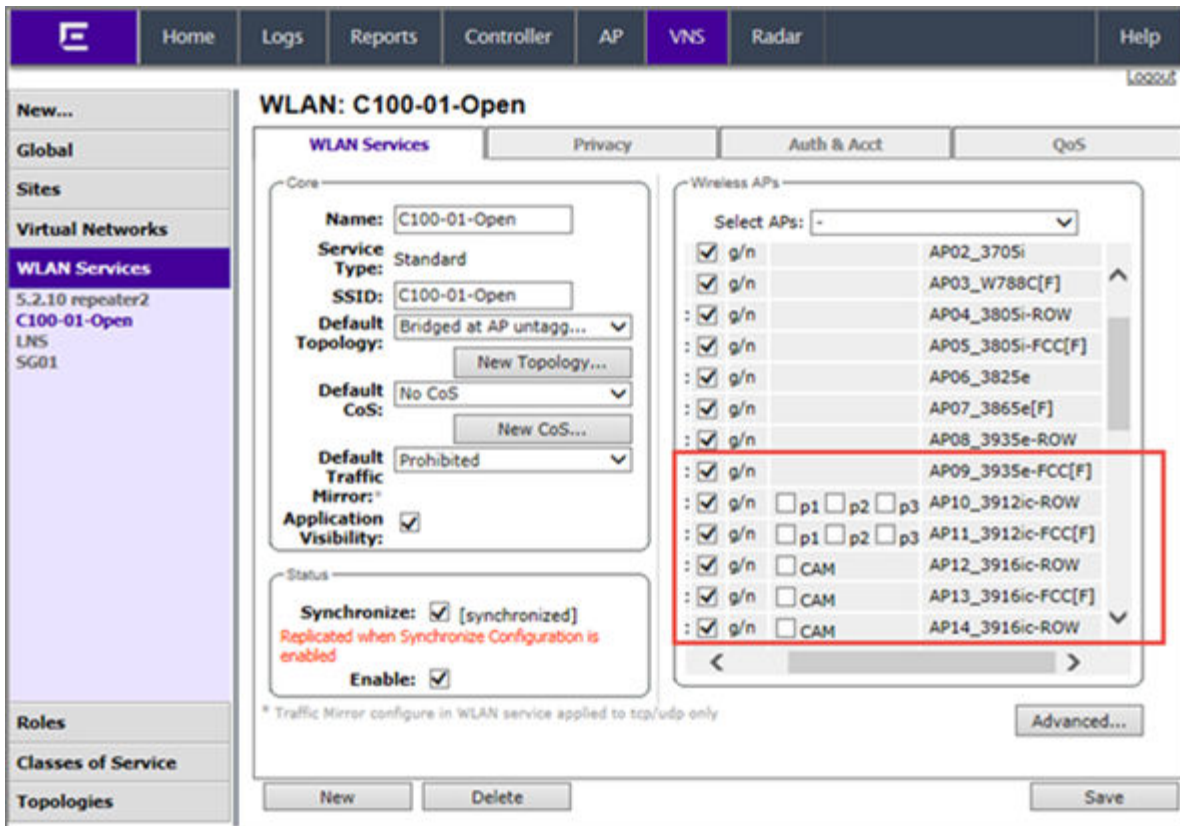 Home Logs Reports Controller AP VNS Radar Help
Logout
New...
Global
Sites
Virtual Networks
WLAN Services
5.2.10 repeater2
C100-01-Open
LNS
SG01
Roles
Classes of Service
Topologies
WLAN: C100-01-Open
WLAN Services Privacy Auth & Acct QoS
Core
Name: C100-01-Open
Service Type: Standard
SSID: C100-01-Open
Default Topology: Bridged at AP untagg...
New Topology...
Default CoS: No CoS
New CoS...
Default Traffic Mirror:* Prohibited
Application Visibility:
Status
Synchronize: [synchronized]
Replicated when Synchronize Configuration is
enabled
Enable:
* Traffic Mirror configure in WLAN service applied to tcp/udp only
Wireless APs
Select APs: -
g/n AP02_3705i
g/n AP03_W788C[F]
: g/n AP04_3805i-ROW
: g/n AP05_3805i-FCC[F]
: g/n AP06_3825e
: g/n AP07_3865e[F]
: g/n AP08_3935e-ROW
: g/n AP09_3935e-FCC[F]
: g/n p1 p2 p3 AP10_3912ic-ROW
: g/n p1 p2 p3 AP11_3912ic-FCC[F]
: g/n CAM AP12_3916ic-ROW
: g/n CAM AP13_3916ic-FCC[F]
: g/n CAM AP14_3916ic-ROW
Advanced...
New Delete Save